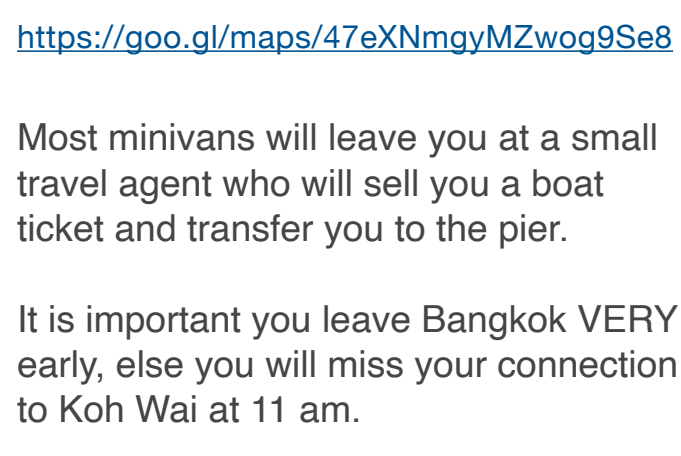 https://goo.gl/maps/47eXNmgyMZwog9Se8
Most minivans will leave you at a small
travel agent who will sell you a boat
ticket and transfer you to the pier.
It is important you leave Bangkok VERY
early, else you will miss your connection
to Koh Wai at 11 am.